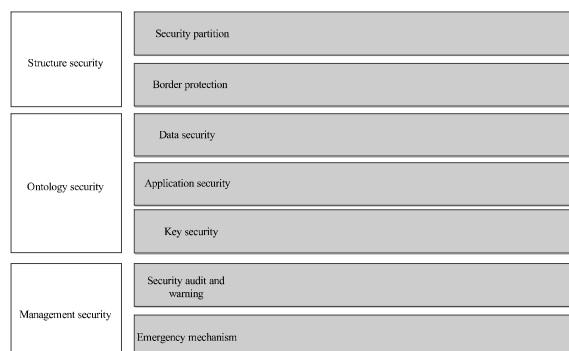 Structure security
Security partition
Border protection
Ontology security
Data security
Application security
Key security
Management security
Security audit and
warning
Emergency mechanism